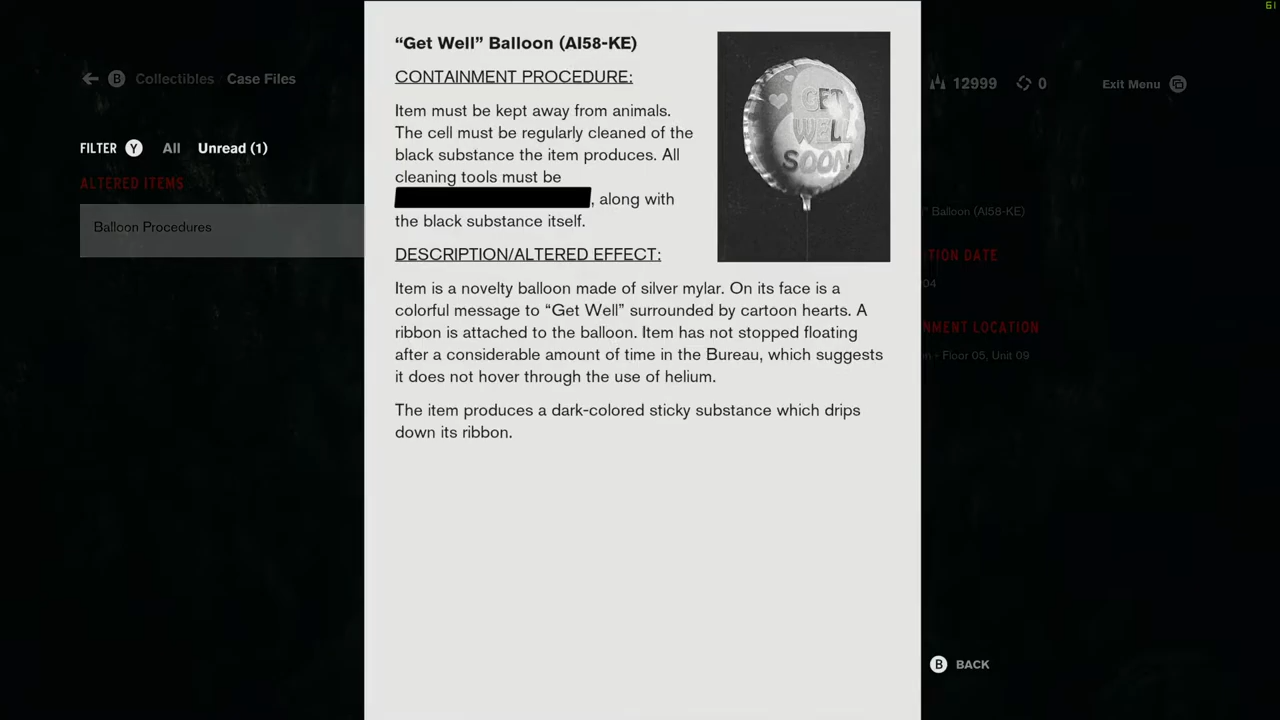 61
“Get Well” Balloon (AI58-KE)
CONTAINMENT PROCEDURE:
Item must be kept away from animals.
The cell must be regularly cleaned of the
black substance the item produces. All
cleaning tools must be
, along with
the black substance itself.
GET
WELL
SOON!
DESCRIPTION/ALTERED EFFECT:
Item is a novelty balloon made of silver mylar. On its face is a
colorful message to “Get Well” surrounded by cartoon hearts. A
ribbon is attached to the balloon. Item has not stopped floating
after a considerable amount of time in the Bureau, which suggests
it does not hover through the use of helium.
The item produces a dark-colored sticky substance which drips
down its ribbon.
B Collectibles Case Files
12999 0 Exit Menu
FILTER Y All Unread (1)
ALTERED ITEMS
Balloon Procedures
” Balloon (AI58-KE)
TION DATE
04
NMENT LOCATION
n - Floor 05, Unit 09
B BACK